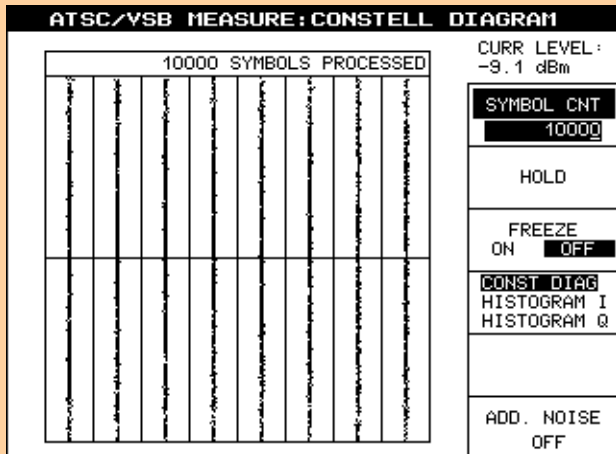 ATSC/VSB MEASURE:CONSTELL DIAGRAM
10000 SYMBOLS PROCESSED
CURR LEVEL:
-9.1 dBm
SYMBOL CNT
10000
HOLD
FREEZE
ON OFF
CONST DIAG
HISTOGRAM I
HISTOGRAM Q
ADD. NOISE
OFF